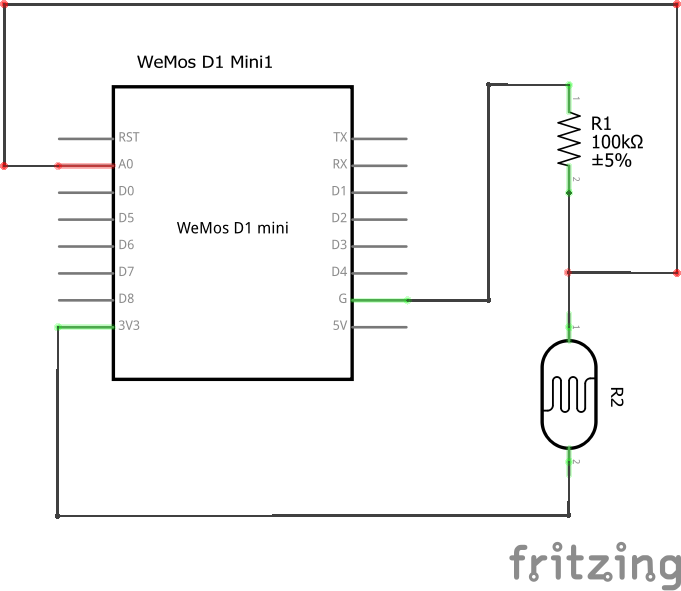 WeMos D1 Mini1
RST
A0
D0
D5
D6
D7
D8
3V3
WeMos D1 mini
TX
RX
D1
D2
D3
D4
G
5V
1
R1
100kΩ
±5%
2
1
R2
2
fritzing